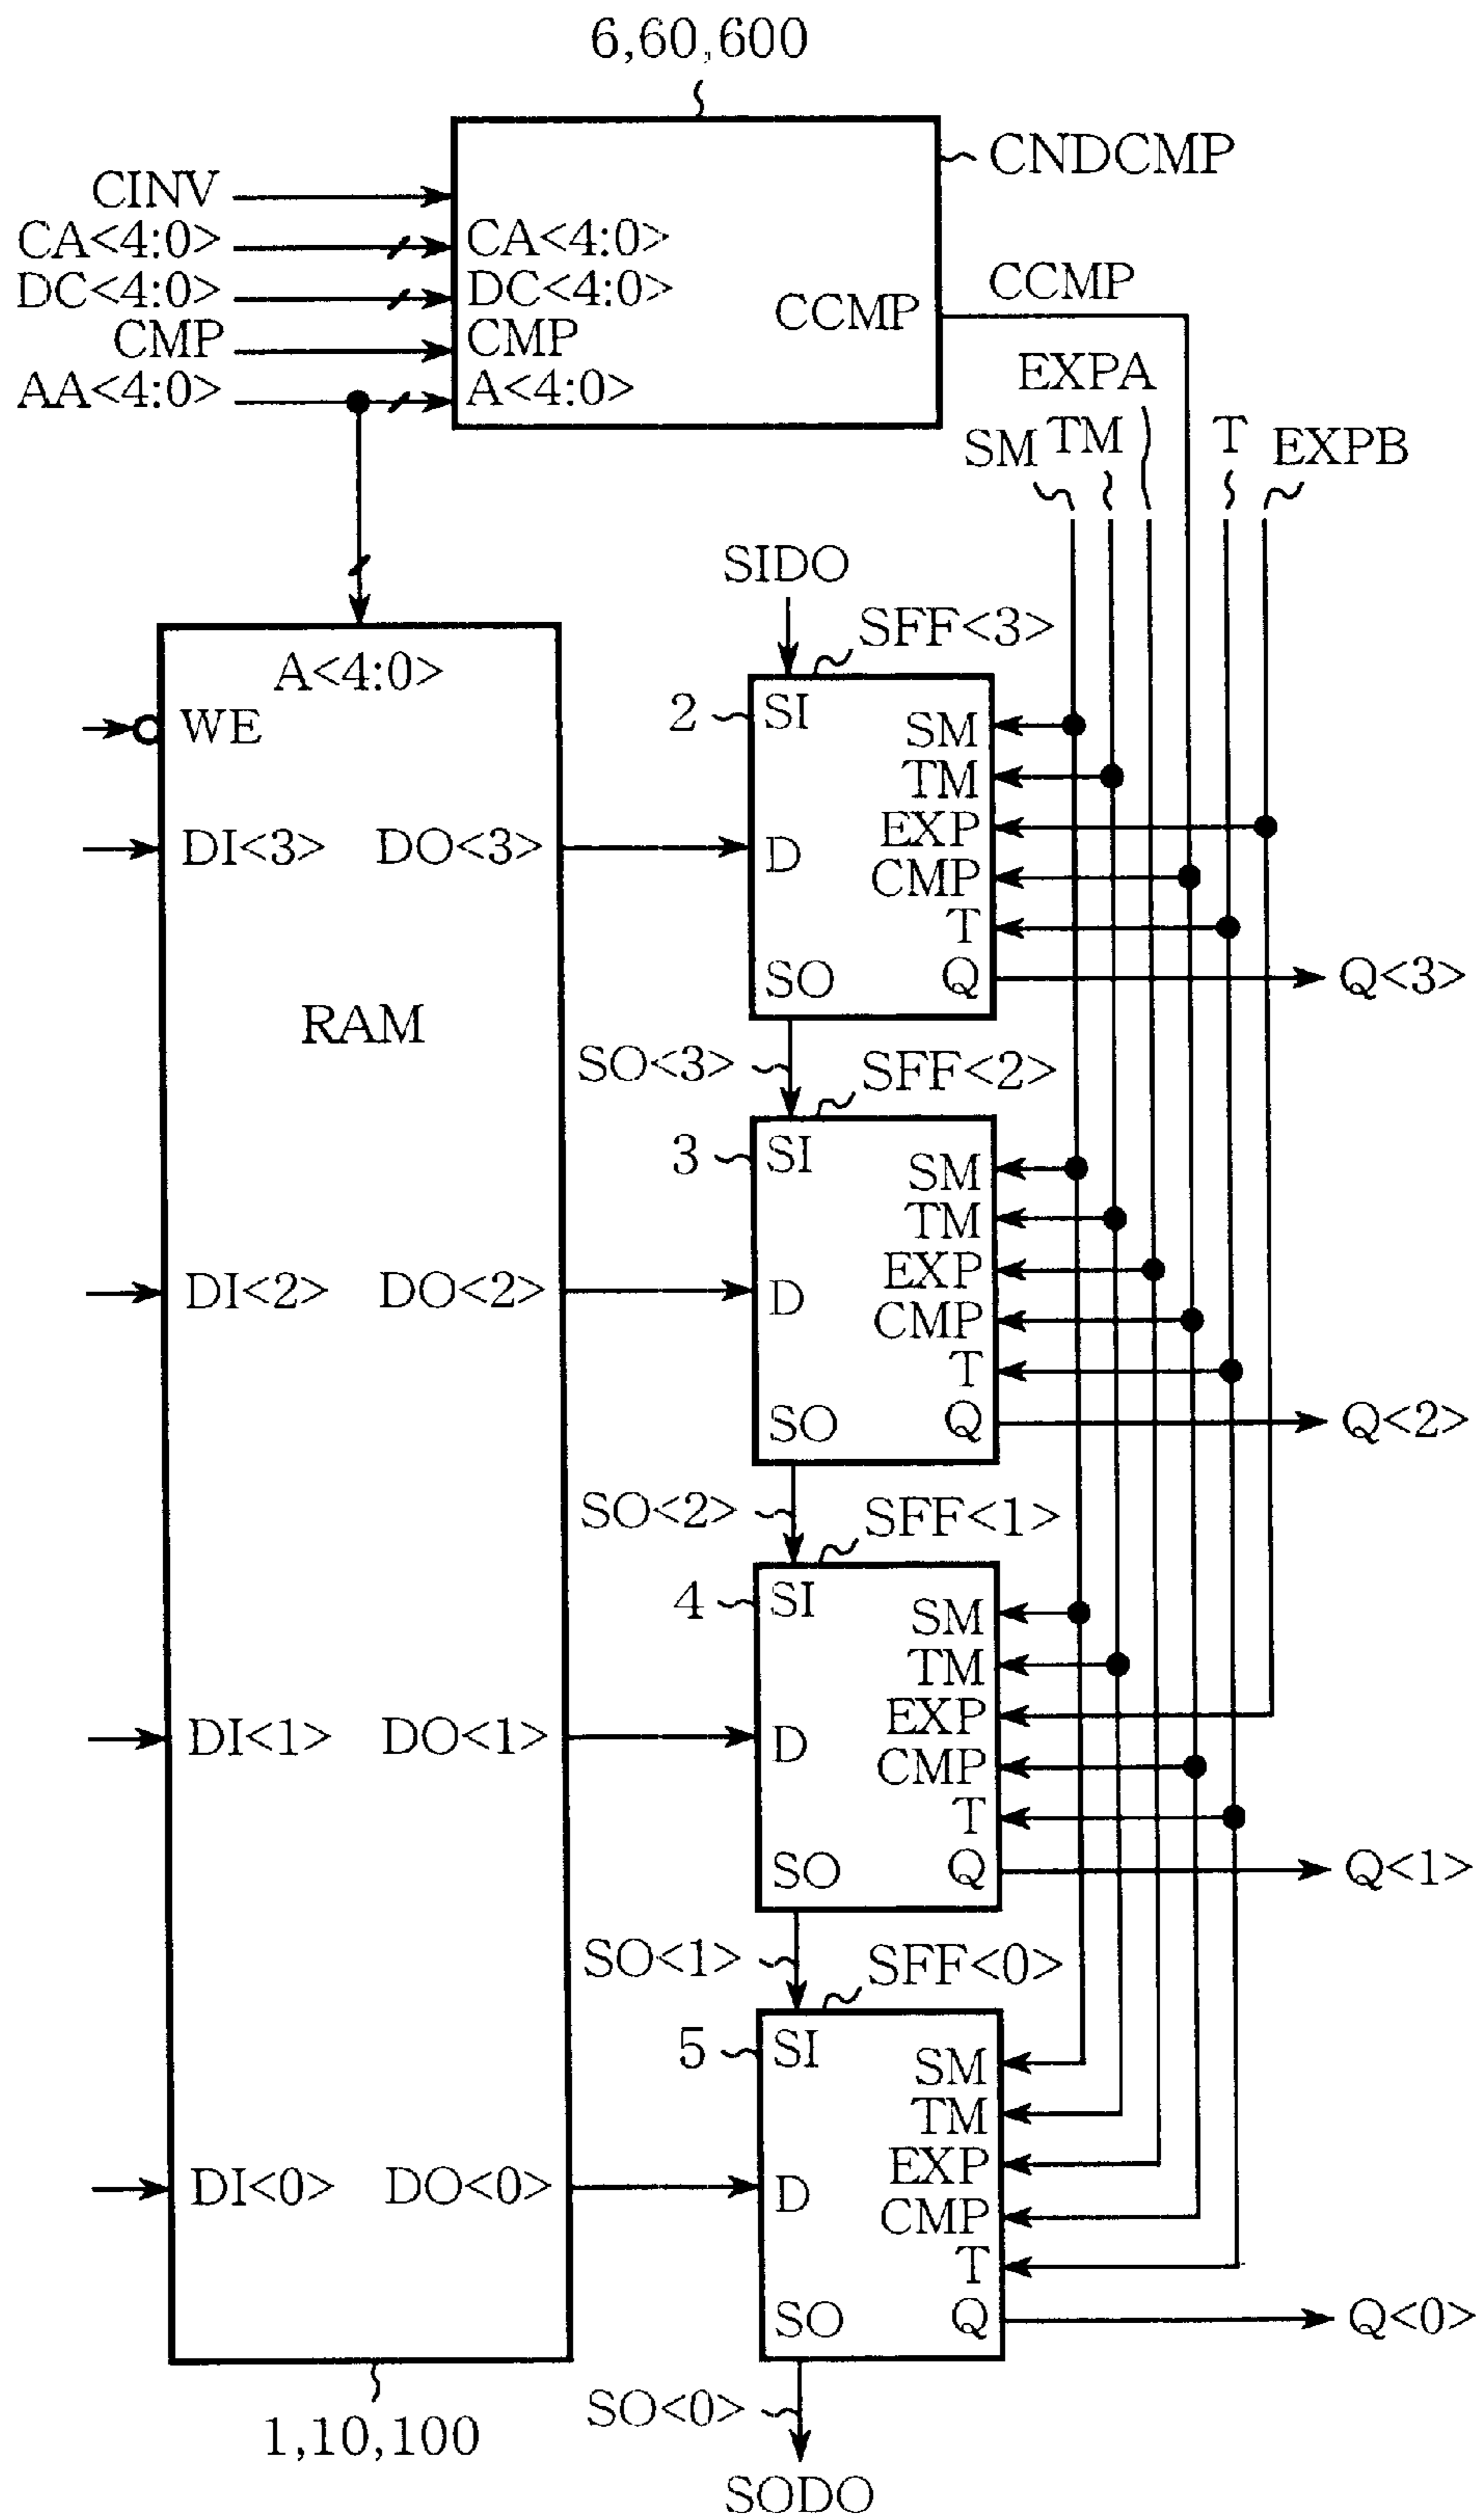 6,60,600
CNDCMP
CINV
CA<4:0>
DC<4:0>
CMP
AA<4:0>
CA<4:0>
DC<4:0>
CMP
A<4:0>
CCMP
CCMP
EXPA
SM
TM
T
EXPB
SIDO
SFF<3>
A<4:0>
WE
DI<3>
DO<3>
RAM
2
SI
SM
TM
EXP
D
CMP
T
SO
Q
Q<3>
SO<3>
SFF<2>
DI<2>
DO<2>
3
SI
SM
TM
EXP
D
CMP
T
SO
Q
Q<2>
SO<2>
SFF<1>
DI<1>
DO<1>
4
SI
SM
TM
EXP
D
CMP
T
SO
Q
Q<1>
SO<1>
SFF<0>
DI<0>
DO<0>
5
SI
SM
TM
EXP
D
CMP
T
SO
Q
Q<0>
1,10,100
SO<0>
SODO